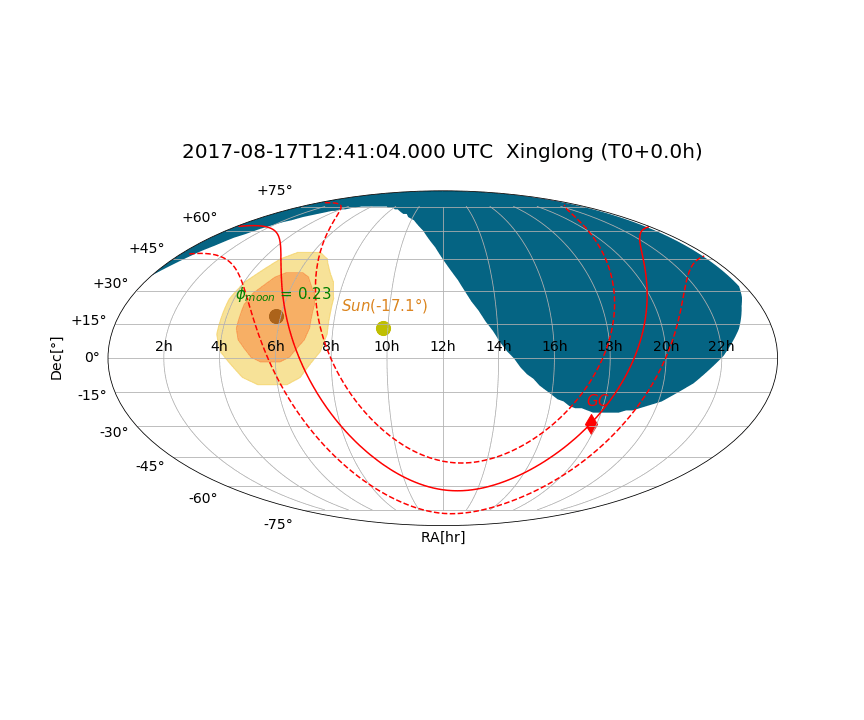 2017-08-17T12:41:04.000 UTC  Xinglong (T0+0.0h)
+75°
+60°
+45°
+30°
+15°
0°
-15°
-30°
-45°
-60°
-75°
Dec[°]
ϕmoon = 0.23
Sun(-17.1°)
2h 4h 6h 8h 10h 12h 14h 16h 18h 20h 22h
GC
RA[hr]